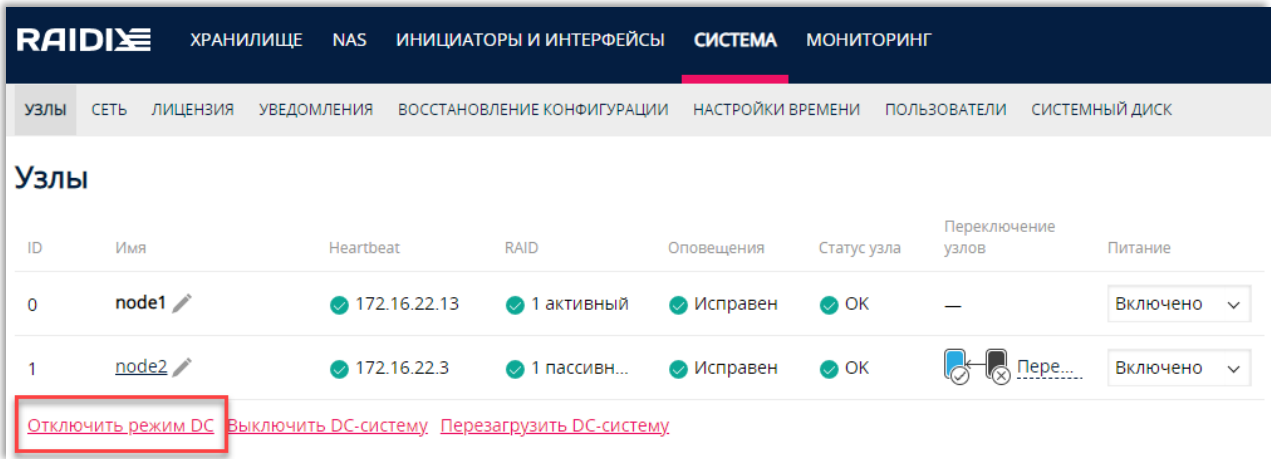 RAIDIX ХРАНИЛИЩЕ NAS ИНИЦИАТОРЫ И ИНТЕРФЕЙСЫ СИСТЕМА МОНИТОРИНГ
УЗЛЫ СЕТЬ ЛИЦЕНЗИЯ УВЕДОМЛЕНИЯ ВОССТАНОВЛЕНИЕ КОНФИГУРАЦИИ НАСТРОЙКИ ВРЕМЕНИ ПОЛЬЗОВАТЕЛИ СИСТЕМНЫЙ ДИСК
Узлы
ID Имя Heartbeat RAID Оповещения Статус узла Переключение узлов Питание
0 node1 172.16.22.13 1 активный Исправен OK — Включено
1 node2 172.16.22.3 1 пассивн... Исправен OK Пере... Включено
Отключить режим DC Выключить DC-систему Перезагрузить DC-систему